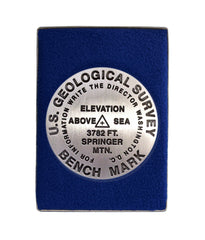 U.S. GEOLOGICAL SURVEY
FOR INFORMATION WRITE THE DIRECTOR WASHINGTON D.C.
ELEVATION
ABOVE SEA
3782 FT.
SPRINGER
MTN.
BENCH MARK